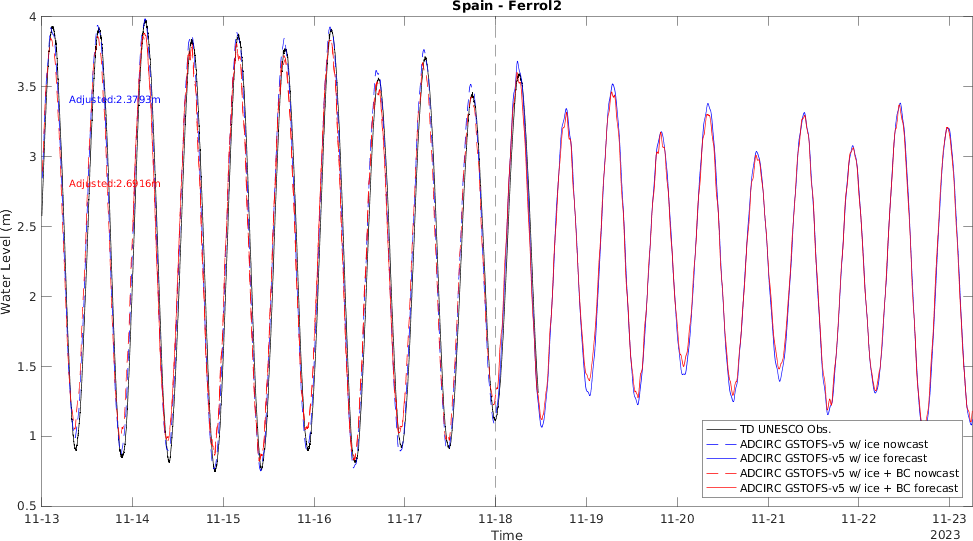 Spain - Ferrol2
4
3.5
3
2.5
2
1.5
1
0.5
Water Level (m)
Adjusted:2.3793m
Adjusted:2.6916m
TD UNESCO Obs.
ADCIRC GSTOFS-v5 w/ ice nowcast
ADCIRC GSTOFS-v5 w/ ice forecast
ADCIRC GSTOFS-v5 w/ ice + BC nowcast
ADCIRC GSTOFS-v5 w/ ice + BC forecast
11-13 11-14 11-15 11-16 11-17 11-18 11-19 11-20 11-21 11-22 11-23
Time
2023